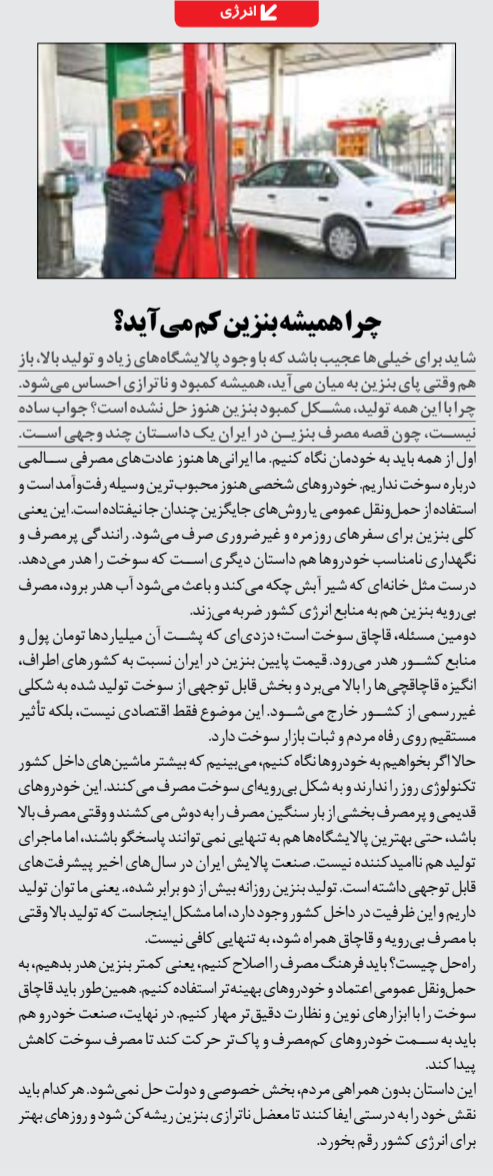 انرژی
چرا همیشه بنزین کم می‌آید؟
شاید برای خیلی‌ها عجیب باشد که با وجود پالایشگاه‌های زیاد و تولید بالا، باز
هم وقتی پای بنزین به میان می‌آید، همیشه کمبود و ناترازی احساس می‌شود.
چرا با این همه تولید، مشکل کمبود بنزین هنوز حل نشده است؟ جواب ساده
نیست، چون قصه مصرف بنزین در ایران یک داستان چند وجهی است.
اول از همه باید به خودمان نگاه کنیم. ما ایرانی‌ها هنوز عادت‌های مصرفی سالمی
درباره سوخت نداریم. خودروهای شخصی هنوز محبوب‌ترین وسیله رفت‌وآمد است و
استفاده از حمل‌ونقل عمومی یا روش‌های جایگزین چندان جا نیفتاده است. این یعنی
کلی بنزین برای سفرهای روزمره و غیرضروری صرف می‌شود. رانندگی پرمصرف و
نگهداری نامناسب خودروها هم داستان دیگری است که سوخت را هدر می‌دهد.
درست مثل خانه‌ای که شیر آبش چکه می‌کند و باعث می‌شود آب هدر برود، مصرف
بی‌رویه بنزین هم به منابع انرژی کشور ضربه می‌زند.
دومین مسئله، قاچاق سوخت است؛ دزدی‌ای که پشت آن میلیاردها تومان پول و
منابع کشور هدر می‌رود. قیمت پایین بنزین در ایران نسبت به کشورهای اطراف،
انگیزه قاچاقچی‌ها را بالا می‌برد و بخش قابل توجهی از سوخت تولید شده به شکلی
غیررسمی از کشور خارج می‌شود. این موضوع فقط اقتصادی نیست، بلکه تأثیر
مستقیم روی رفاه مردم و ثبات بازار سوخت دارد.
حالا اگر بخواهیم به خودروها نگاه کنیم، می‌بینیم که بیشتر ماشین‌های داخل کشور
تکنولوژی روز را ندارند و به شکل بی‌رویه‌ای سوخت مصرف می‌کنند. این خودروهای
قدیمی و پرمصرف بخشی از بار سنگین مصرف را به دوش می‌کشند و وقتی مصرف بالا
باشد، حتی بهترین پالایشگاه‌ها هم به تنهایی نمی‌توانند پاسخگو باشند، اما ماجرای
تولید هم ناامیدکننده نیست. صنعت پالایش ایران در سال‌های اخیر پیشرفت‌های
قابل توجهی داشته است. تولید بنزین روزانه بیش از دو برابر شده،. یعنی ما توان تولید
داریم و این ظرفیت در داخل کشور وجود دارد، اما مشکل اینجاست که تولید بالا وقتی
با مصرف بی‌رویه و قاچاق همراه شود، به تنهایی کافی نیست.
راه‌حل چیست؟ باید فرهنگ مصرف را اصلاح کنیم، یعنی کمتر بنزین هدر بدهیم، به
حمل‌ونقل عمومی اعتماد و خودروهای بهینه‌تر استفاده کنیم. همین‌طور باید قاچاق
سوخت را با ابزارهای نوین و نظارت دقیق‌تر مهار کنیم. در نهایت، صنعت خودرو هم
باید به سمت خودروهای کم‌مصرف و پاک‌تر حرکت کند تا مصرف سوخت کاهش
پیدا کند.
این داستان بدون همراهی مردم، بخش خصوصی و دولت حل نمی‌شود. هر کدام باید
نقش خود را به درستی ایفا کنند تا معضل ناترازی بنزین ریشه‌کن شود و روزهای بهتر
برای انرژی کشور رقم بخورد.